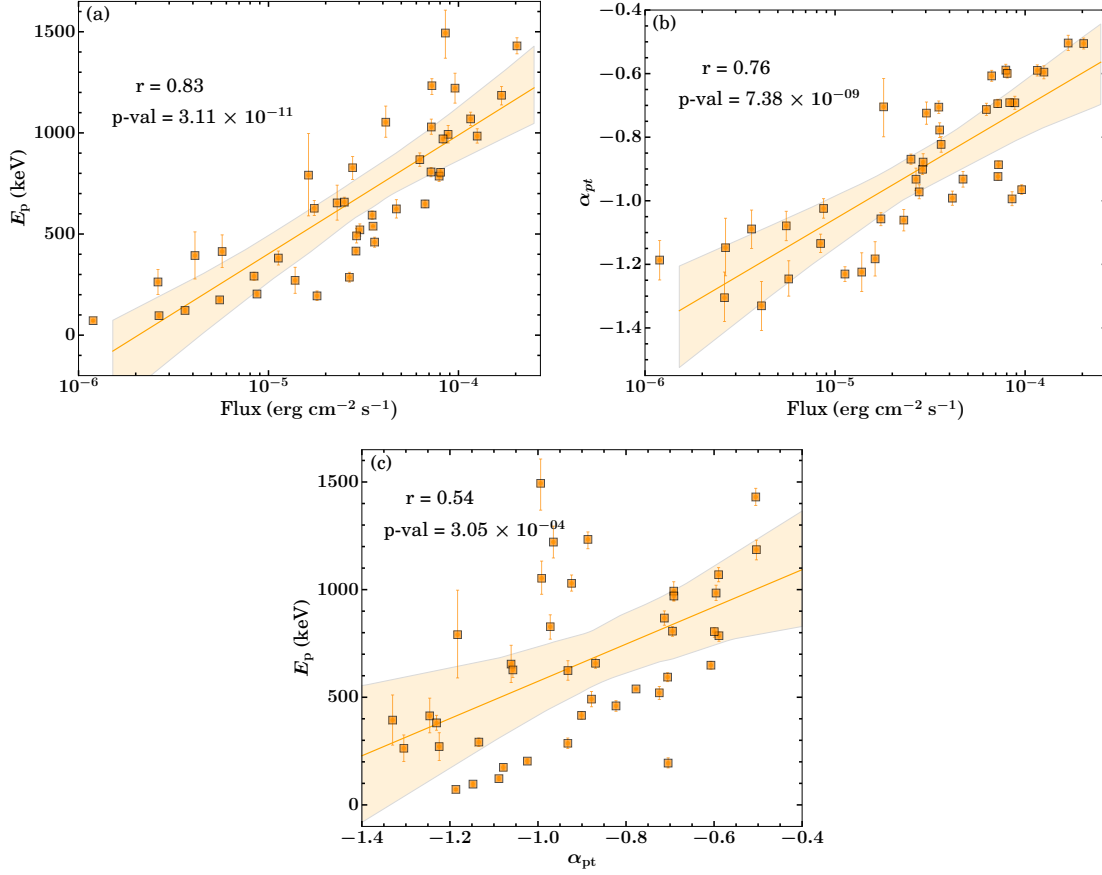 (a)
r = 0.83
p-val = 3.11 × 10⁻¹¹
1500
1000
500
0
E_p (keV)
10⁻⁶
10⁻⁵
10⁻⁴
Flux (erg cm⁻² s⁻¹)
(b)
r = 0.76
p-val = 7.38 × 10⁻⁰⁹
−0.4
−0.6
−0.8
−1.0
−1.2
−1.4
α_pt
10⁻⁶
10⁻⁵
10⁻⁴
Flux (erg cm⁻² s⁻¹)
(c)
r = 0.54
p-val = 3.05 × 10⁻⁰⁴
1500
1000
500
0
E_p (keV)
−1.4
−1.2
−1.0
−0.8
−0.6
−0.4
α_pt